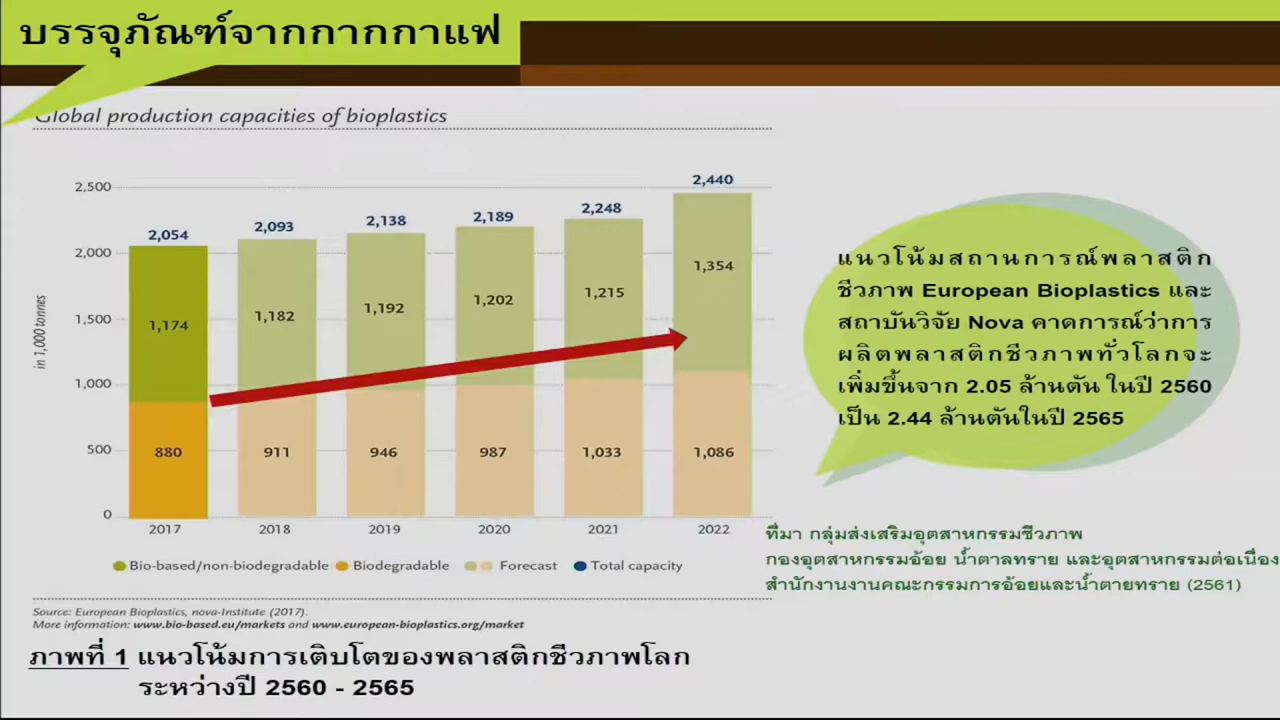 บรรจุภัณฑ์จากกากกาแฟ
Global production capacities of bioplastics
in 1,000 tonnes
2,500
2,000
1,500
1,000
500
0
2,054
2,093
2,138
2,189
2,248
2,440
1,174
1,182
1,192
1,202
1,215
1,354
880
911
946
987
1,033
1,086
2017
2018
2019
2020
2021
2022
Bio-based/non-biodegradable
Biodegradable
Forecast
Total capacity
Source: European Bioplastics, nova-Institute (2017).
More information: www.bio-based.eu/markets and www.european-bioplastics.org/market
แนวโน้มสถานการณ์พลาสติก
ชีวภาพ European Bioplastics และ
สถาบันวิจัย Nova คาดการณ์ว่าการ
ผลิตพลาสติกชีวภาพทั่วโลกจะ
เพิ่มขึ้นจาก 2.05 ล้านตัน ในปี 2560
เป็น 2.44 ล้านตันในปี 2565
ที่มา กลุ่มส่งเสริมอุตสาหกรรมชีวภาพ
กองอุตสาหกรรมอ้อย น้ำตาลทราย และอุตสาหกรรมต่อเนื่อง
สำนักงานงานคณะกรรมการอ้อยและน้ำตายทราย (2561)
ภาพที่ 1 แนวโน้มการเติบโตของพลาสติกชีวภาพโลก
ระหว่างปี 2560 - 2565